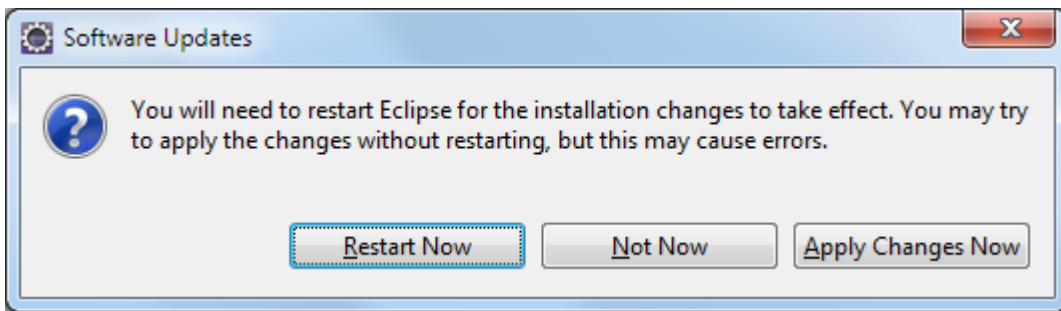 Software Updates
You will need to restart Eclipse for the installation changes to take effect. You may try
to apply the changes without restarting, but this may cause errors.
Restart Now
Not Now
Apply Changes Now